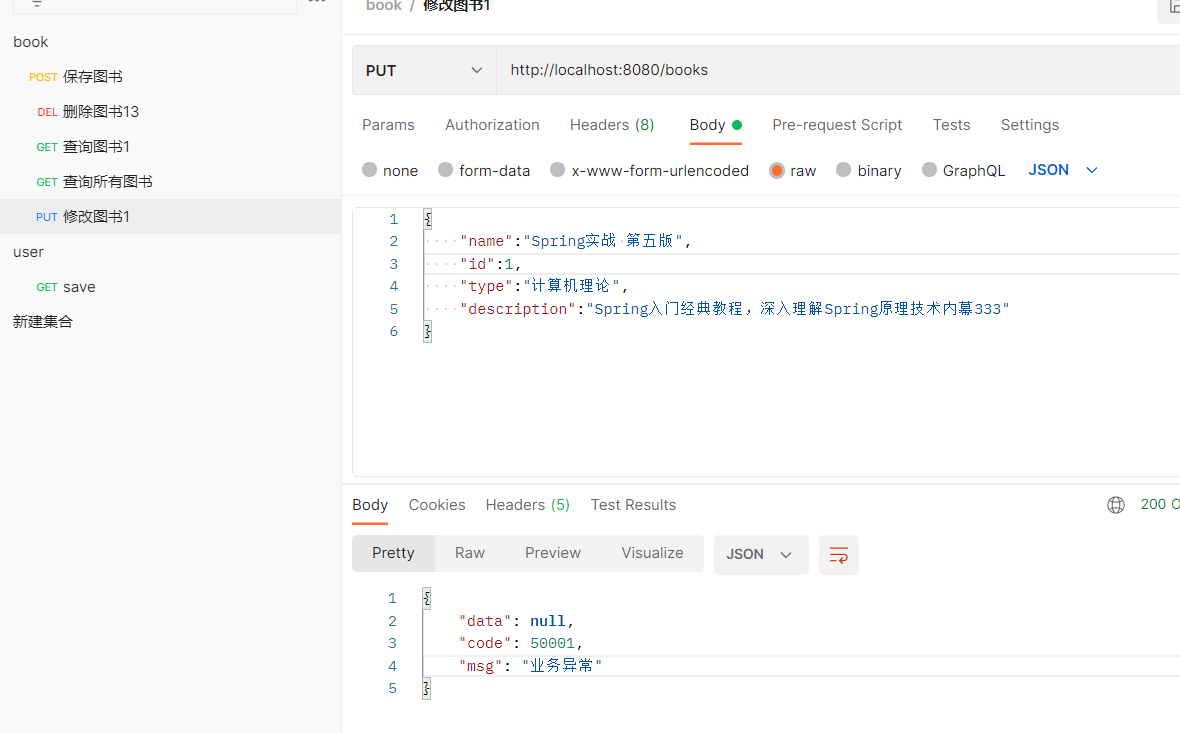 book / 修改图书1
book
POST 保存图书
DEL 删除图书13
GET 查询图书1
GET 查询所有图书
PUT 修改图书1
user
GET save
新建集合
PUT http://localhost:8080/books
Params Authorization Headers (8) Body Pre-request Script Tests Settings
none form-data x-www-form-urlencoded raw binary GraphQL JSON
1 {
2 "name":"Spring实战 第五版",
3 "id":1,
4 "type":"计算机理论",
5 "description":"Spring入门经典教程，深入理解Spring原理技术内幕333"
6 }
Body Cookies Headers (5) Test Results 200 O
Pretty Raw Preview Visualize JSON
1 {
2 "data": null,
3 "code": 50001,
4 "msg": "业务异常"
5 }